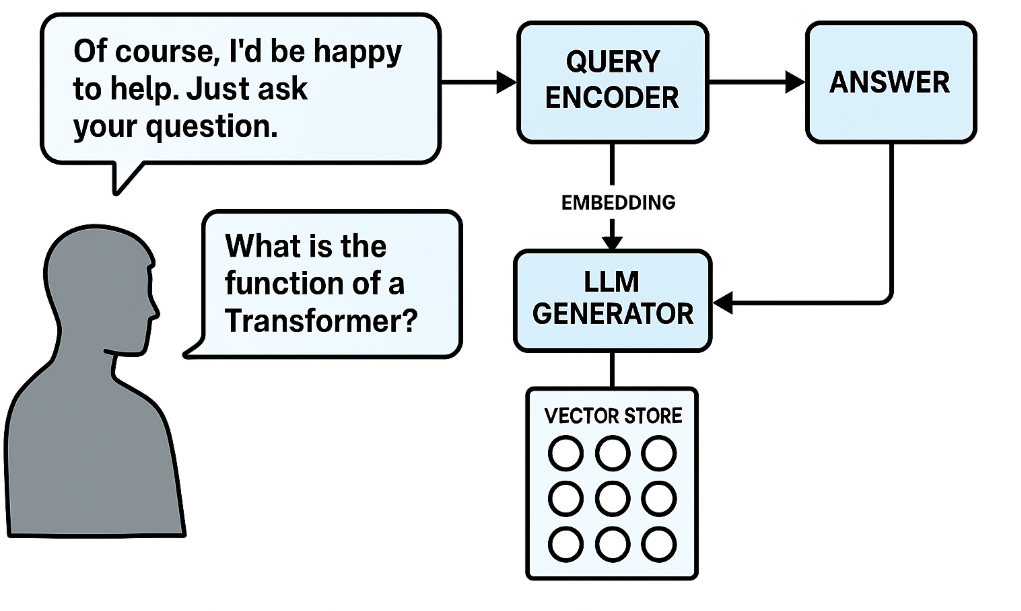 Of course, I'd be happy
to help. Just ask
your question.
QUERY
ENCODER
ANSWER
EMBEDDING
What is the
function of a
Transformer?
LLM
GENERATOR
VECTOR STORE